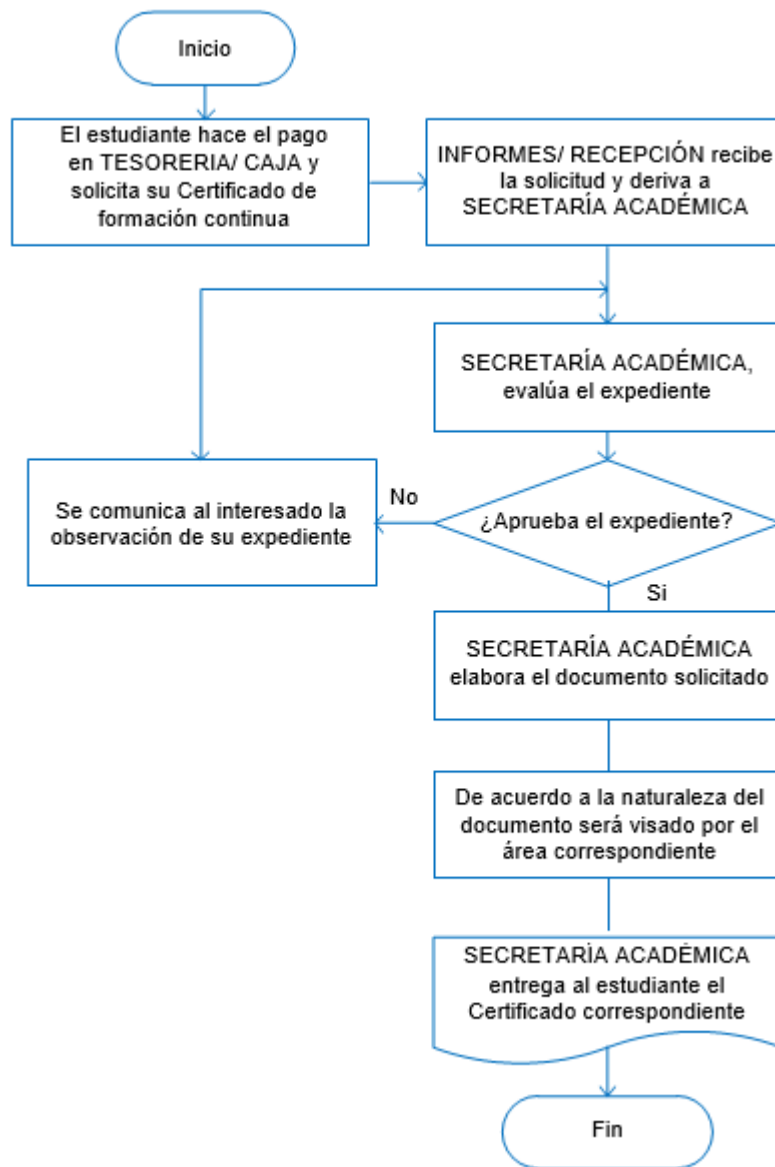 Inicio
El estudiante hace el pago
en TESORERIA/ CAJA y
solicita su Certificado de
formación continua
INFORMES/ RECEPCIÓN recibe
la solicitud y deriva a
SECRETARÍA ACADÉMICA
SECRETARÍA ACADÉMICA,
evalúa el expediente
Se comunica al interesado la
observación de su expediente
No
¿Aprueba el expediente?
Si
SECRETARÍA ACADÉMICA
elabora el documento solicitado
De acuerdo a la naturaleza del
documento será visado por el
área correspondiente
SECRETARÍA ACADÉMICA
entrega al estudiante el
Certificado correspondiente
Fin